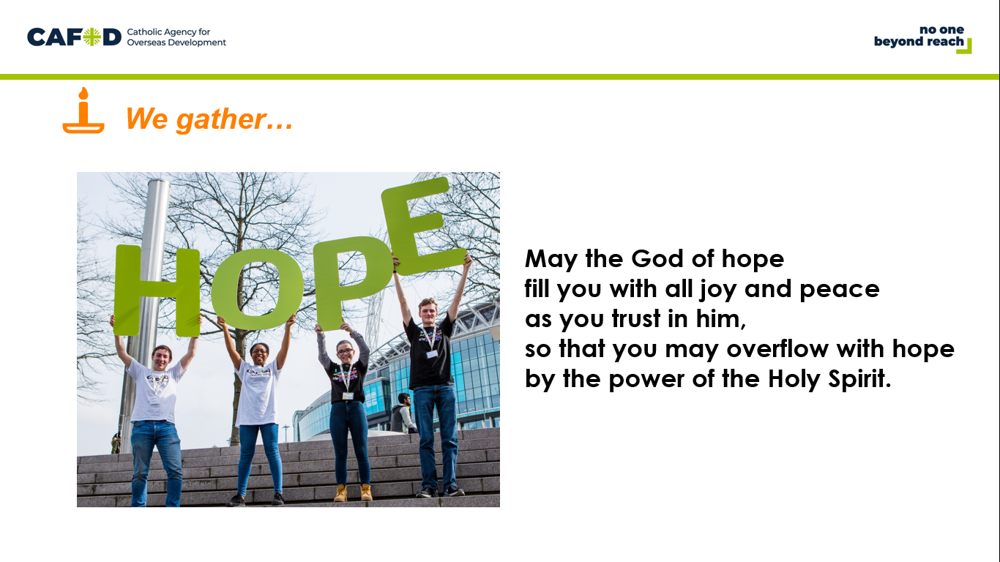 CAFOD Catholic Agency for
Overseas Development
no one
beyond reach
We gather…
HOPE
May the God of hope
fill you with all joy and peace
as you trust in him,
so that you may overflow with hope
by the power of the Holy Spirit.